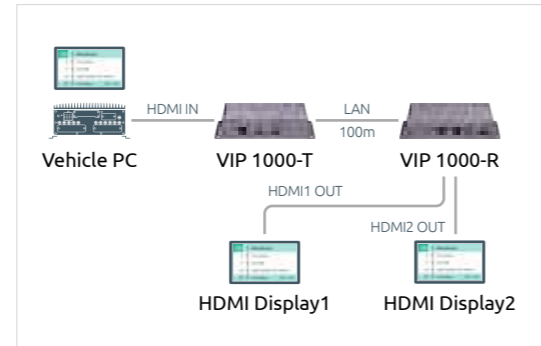 HDMI IN
LAN
100m
Vehicle PC
VIP 1000-T
VIP 1000-R
HDMI1 OUT
HDMI2 OUT
HDMI Display1
HDMI Display2